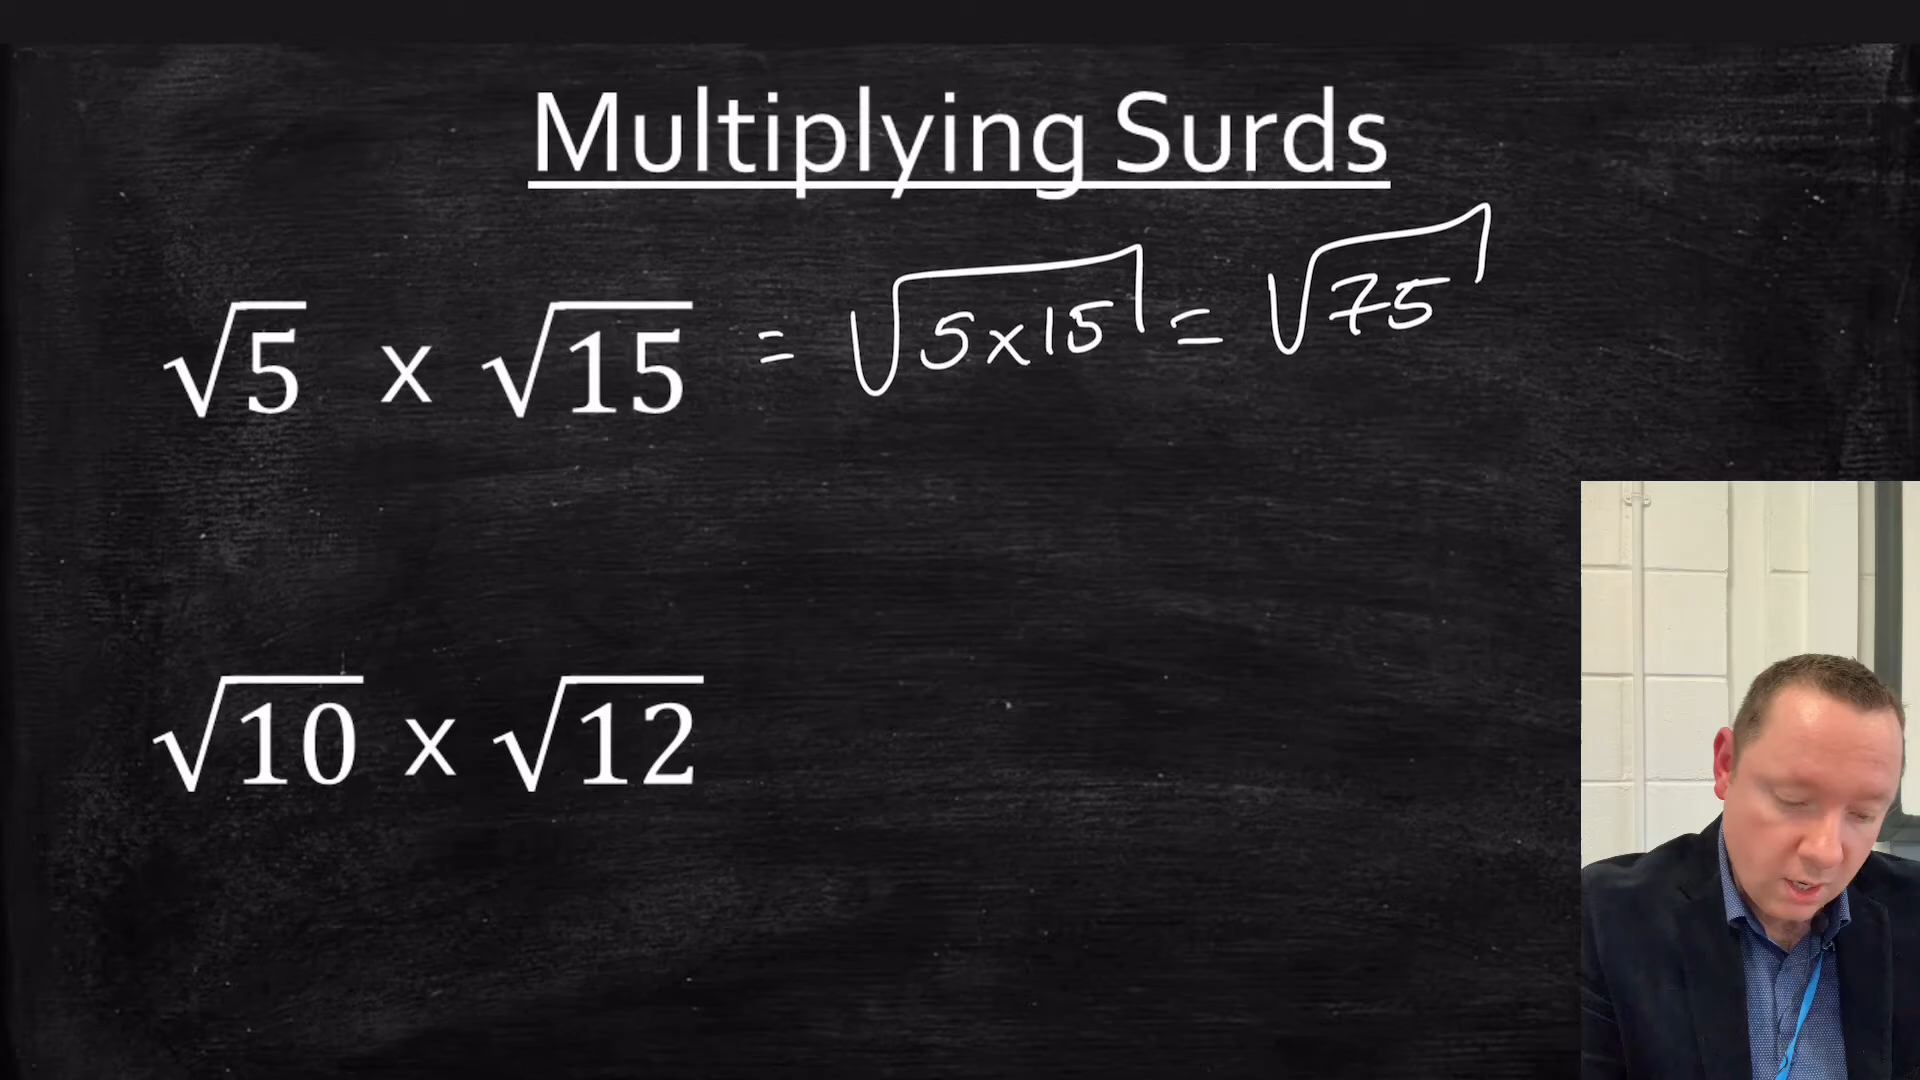 Multiplying Surds
√5 x √15 = √5x15 = √75
√10 x √12